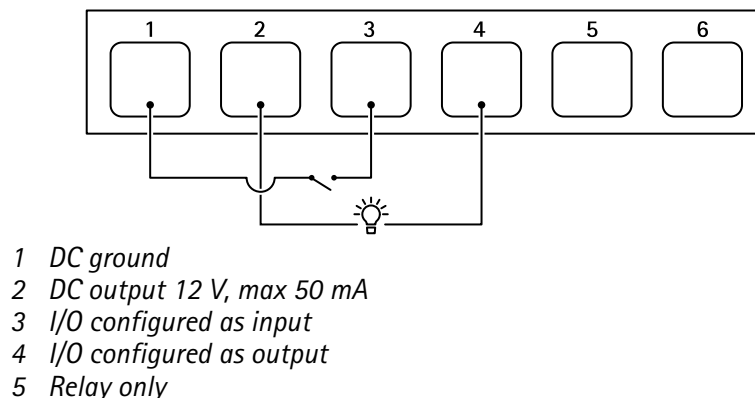 1 2 3 4 5 6
1 DC ground
2 DC output 12 V, max 50 mA
3 I/O configured as input
4 I/O configured as output
5 Relay only